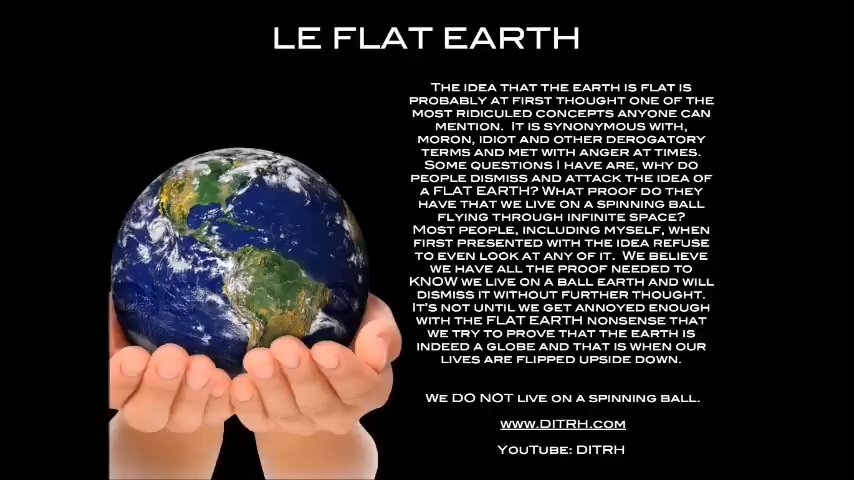 LE FLAT EARTH
THE IDEA THAT THE EARTH IS FLAT IS
PROBABLY AT FIRST THOUGHT ONE OF THE
MOST RIDICULED CONCEPTS ANYONE CAN
MENTION. IT IS SYNONYMOUS WITH,
MORON, IDIOT AND OTHER DEROGATORY
TERMS AND MET WITH ANGER AT TIMES.
SOME QUESTIONS I HAVE ARE, WHY DO
PEOPLE DISMISS AND ATTACK THE IDEA OF
A FLAT EARTH? WHAT PROOF DO THEY
HAVE THAT WE LIVE ON A SPINNING BALL
FLYING THROUGH INFINITE SPACE?
MOST PEOPLE, INCLUDING MYSELF, WHEN
FIRST PRESENTED WITH THE IDEA REFUSE
TO EVEN LOOK AT ANY OF IT. WE BELIEVE
WE HAVE ALL THE PROOF NEEDED TO
KNOW WE LIVE ON A BALL EARTH AND WILL
DISMISS IT WITHOUT FURTHER THOUGHT.
IT'S NOT UNTIL WE GET ANNOYED ENOUGH
WITH THE FLAT EARTH NONSENSE THAT
WE TRY TO PROVE THAT THE EARTH IS
INDEED A GLOBE AND THAT IS WHEN OUR
LIVES ARE FLIPPED UPSIDE DOWN.
WE DO NOT LIVE ON A SPINNING BALL.
WWW.DITRH.COM
YOUTUBE: DITRH